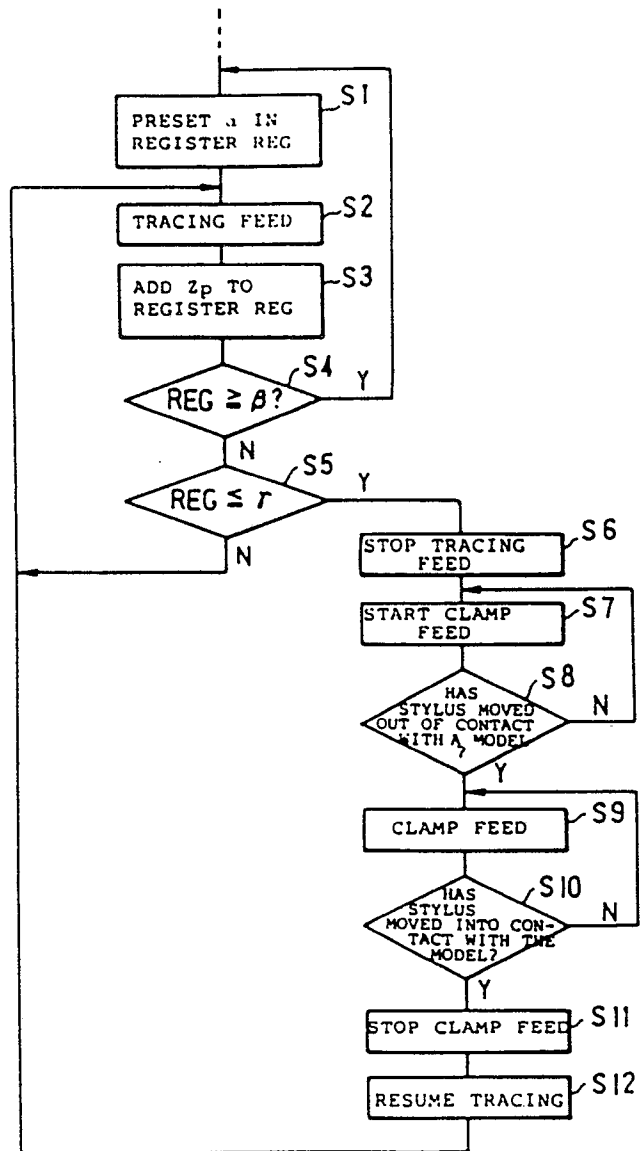 S1
PRESET IN
REGISTER REG
S2
TRACING FEED
S3
ADD Zp TO
REGISTER REG
S4
REG ≧ β?
Y
N
S5
REG ≦ r
Y
N
S6
STOP TRACING
FEED
S7
START CLAMP
FEED
S8
HAS
STYLUS MOVED
OUT OF CONTACT
WITH A MODEL
?
N
Y
S9
CLAMP FEED
S10
HAS
STYLUS
MOVED INTO CON-
TACT WITH THE
MODEL?
N
Y
S11
STOP CLAMP FEED
S12
RESUME TRACING